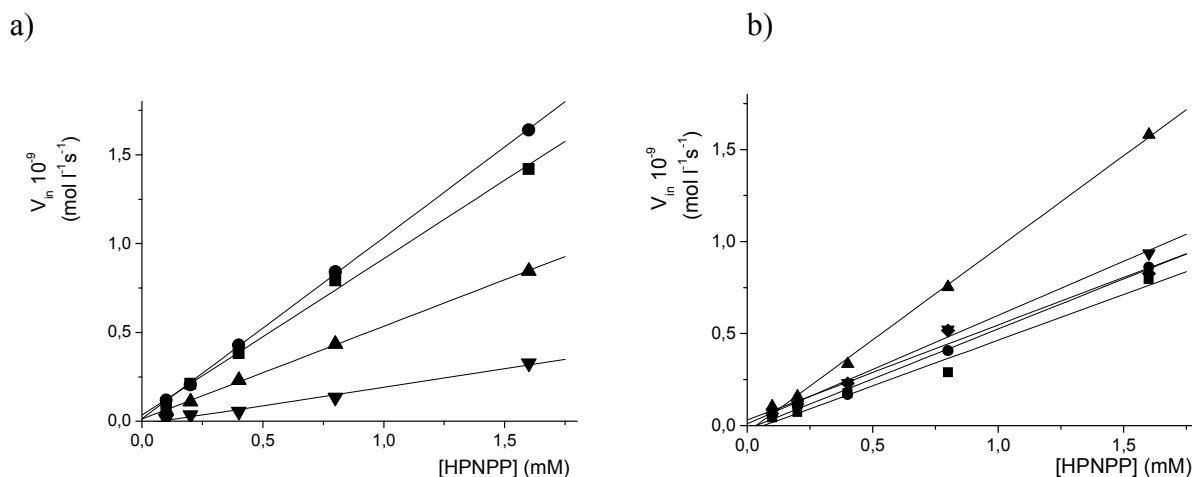 a)
b)
V_in 10^-9
(mol l^-1 s^-1)
1,5
1,0
0,5
0,0
0,0 0,5 1,0 1,5
[HPNPP] (mM)
V_in 10^-9
(mol l^-1 s^-1)
1,5
1,0
0,5
0,0
0,0 0,5 1,0 1,5
[HPNPP] (mM)